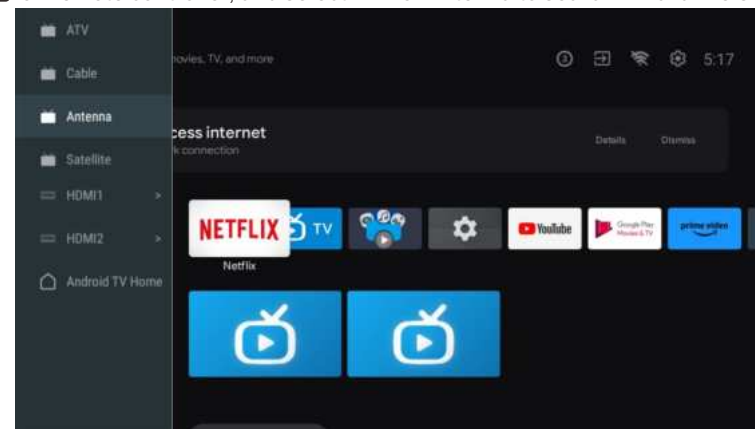 ATV
Cable
Antenna
Satellite
HDMI1 >
HDMI2 >
Android TV Home
ovies, TV, and more
5:17
cess internet
k connection
Details
Dismiss
NETFLIX
TV
YouTube
Google Play
Movies & TV
prime video
Netflix